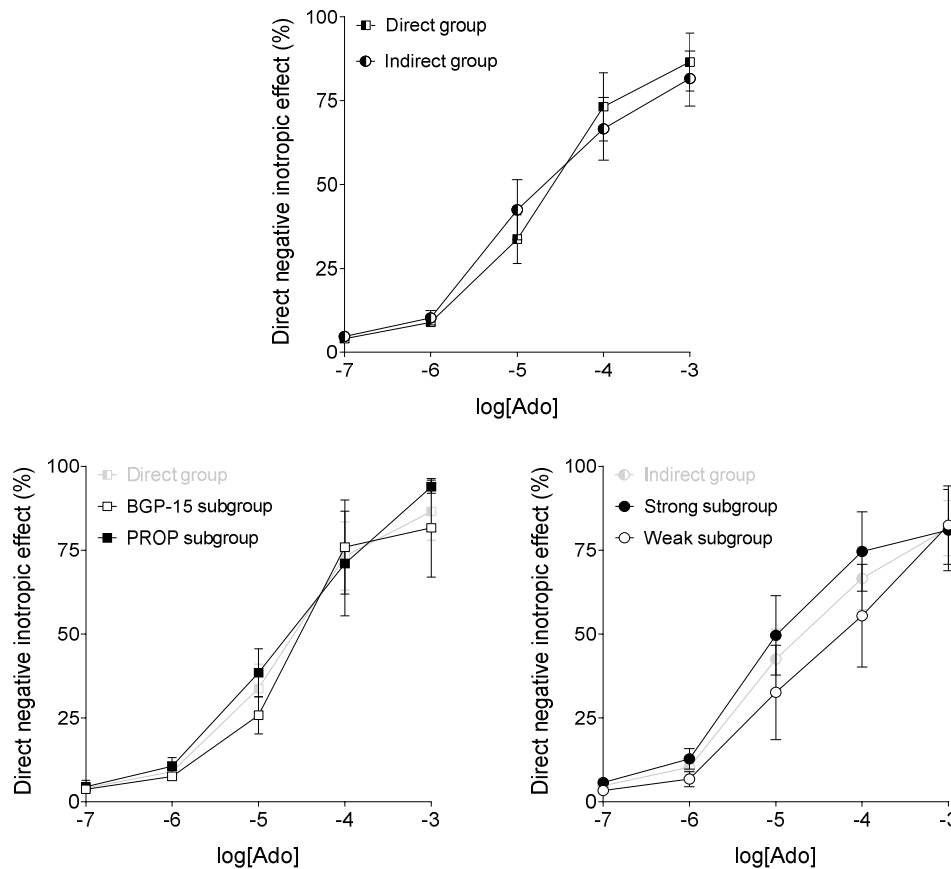 Direct negative inotropic effect (%)
100
75
50
25
0
Direct group
Indirect group
-7 -6 -5 -4 -3
log[Ado]
Direct negative inotropic effect (%)
100
75
50
25
0
Direct group
BGP-15 subgroup
PROP subgroup
-7 -6 -5 -4 -3
log[Ado]
Direct negative inotropic effect (%)
100
75
50
25
0
Indirect group
Strong subgroup
Weak subgroup
-7 -6 -5 -4 -3
log[Ado]